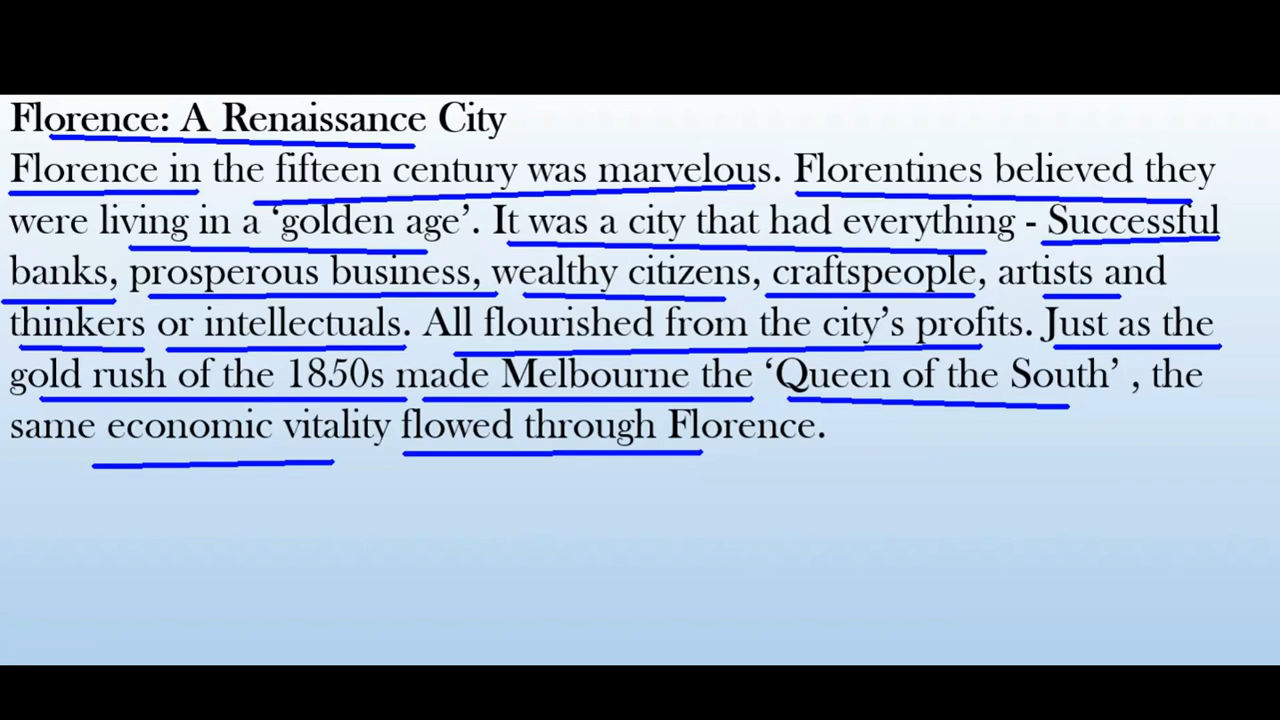 Florence: A Renaissance City
Florence in the fifteen century was marvelous. Florentines believed they
were living in a ‘golden age’. It was a city that had everything - Successful
banks, prosperous business, wealthy citizens, craftspeople, artists and
thinkers or intellectuals. All flourished from the city’s profits. Just as the
gold rush of the 1850s made Melbourne the ‘Queen of the South’ , the
same economic vitality flowed through Florence.